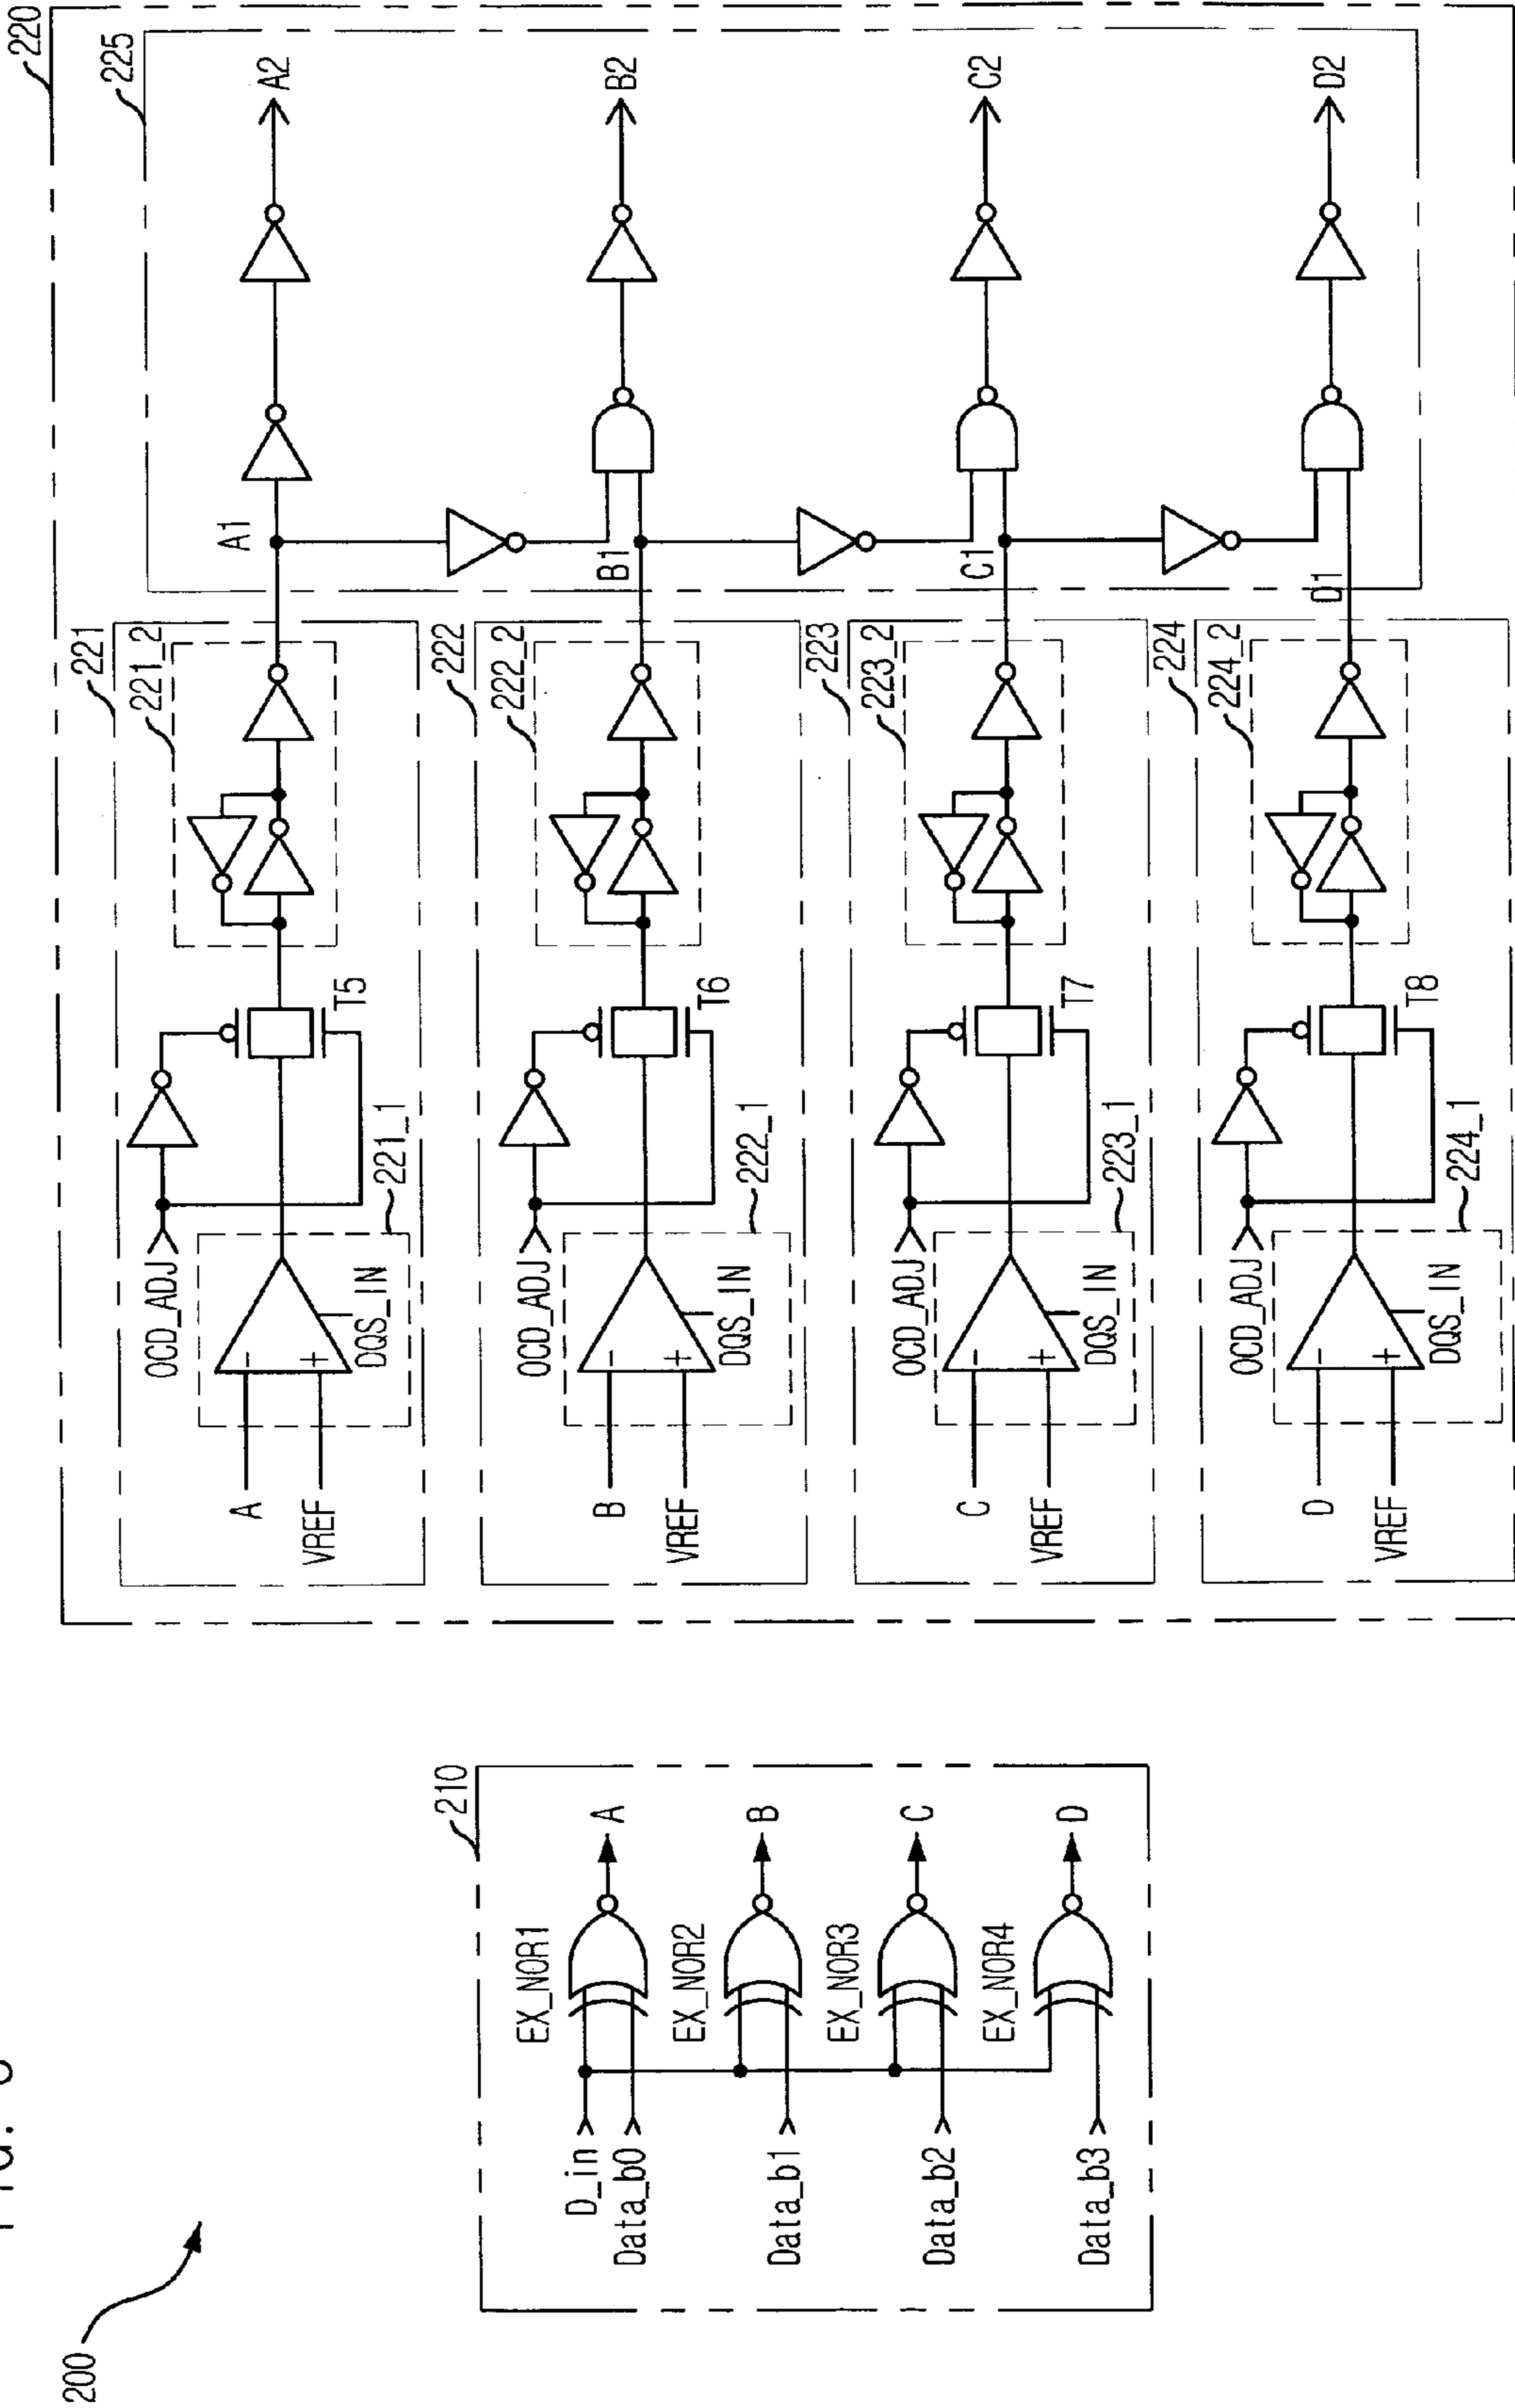 200
210
D_in
Data_b0
EX_NOR1
A
Data_b1
EX_NOR2
B
Data_b2
EX_NOR3
C
Data_b3
EX_NOR4
D
220
221
A
VREF
OCD_ADJ
DQS_IN
221_1
T5
221_2
222
B
VREF
OCD_ADJ
DQS_IN
222_1
T6
222_2
223
C
VREF
OCD_ADJ
DQS_IN
223_1
T7
223_2
224
D
VREF
OCD_ADJ
DQS_IN
224_1
T8
224_2
225
A1
A2
B1
B2
C1
C2
D1
D2